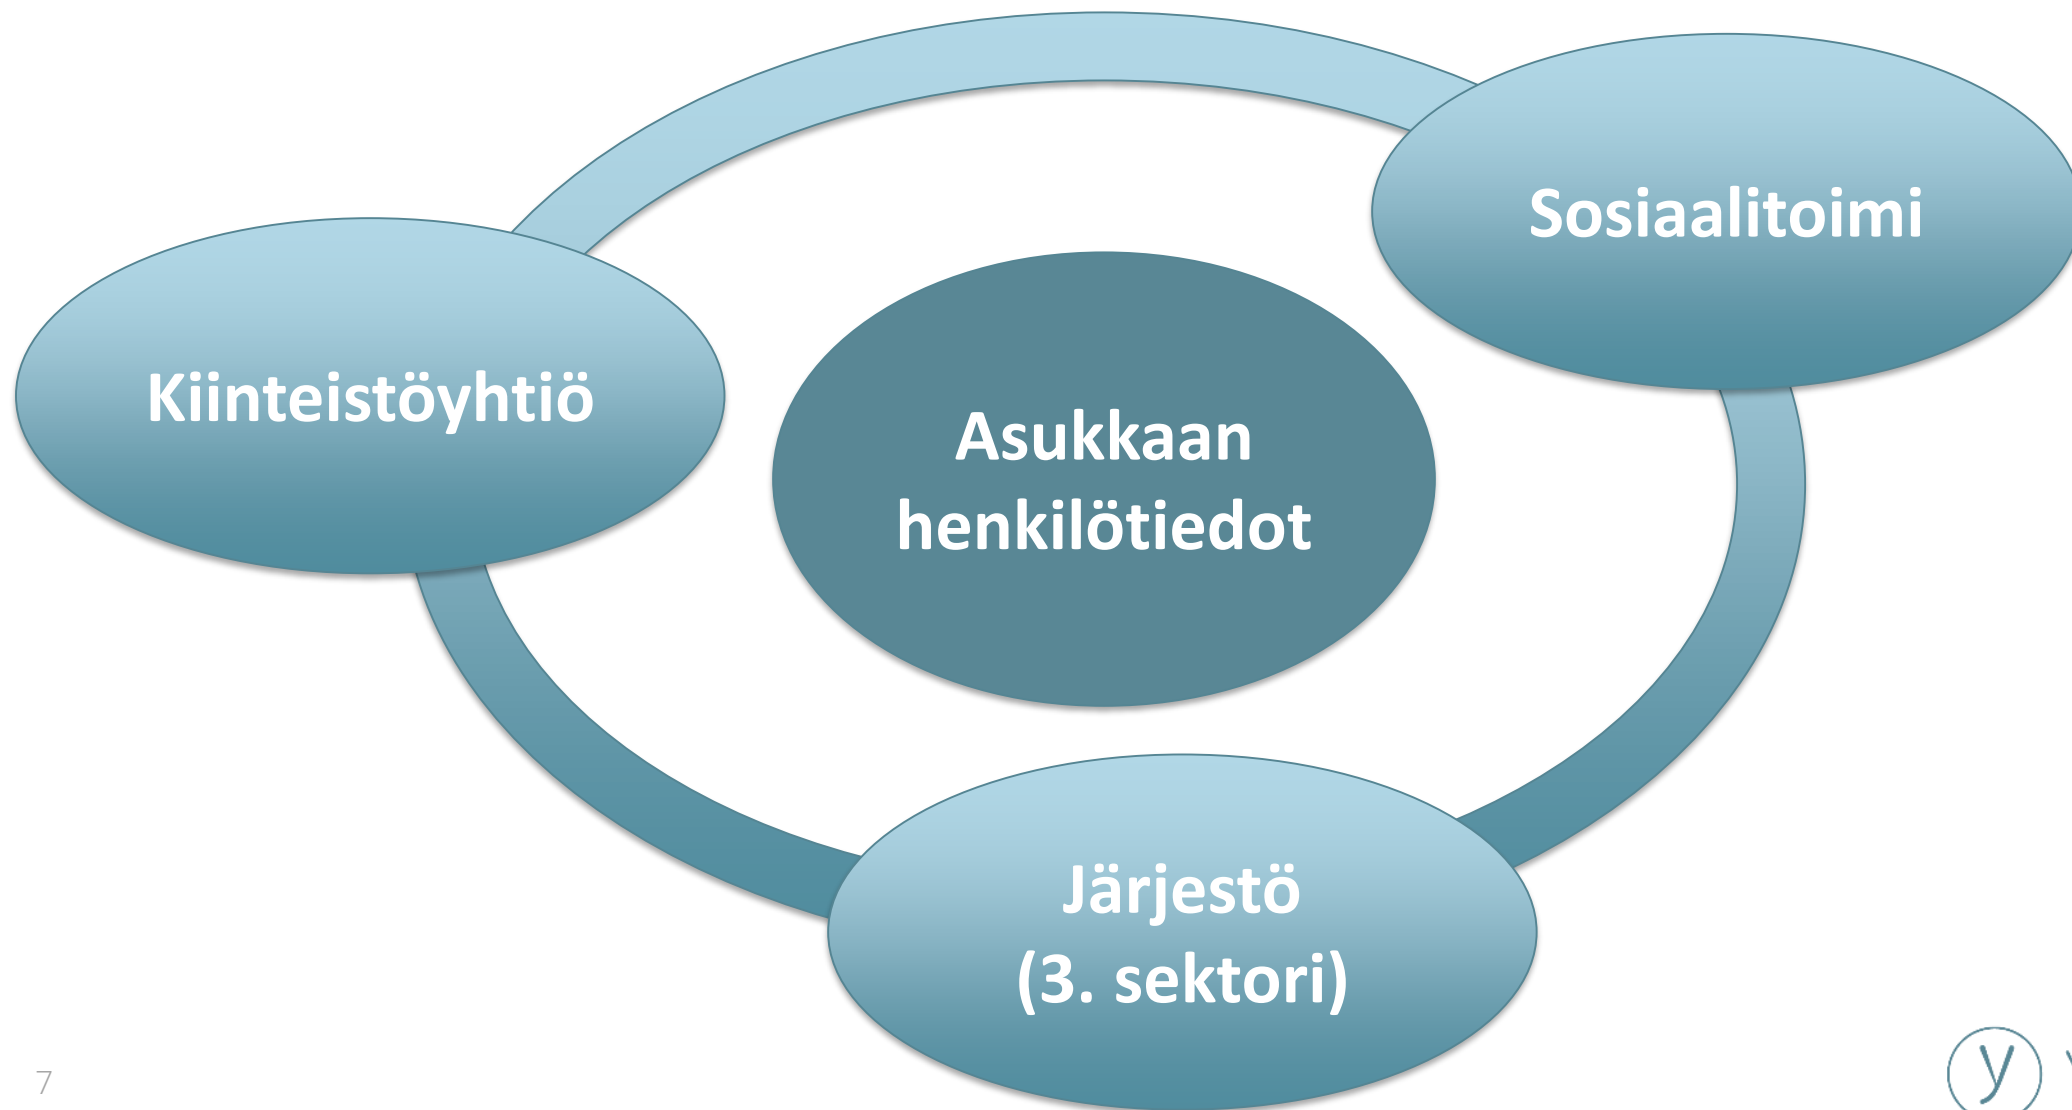 Sosiaalitoimi
Kiinteistöyhtiö
Asukkaan
henkilötiedot
Järjestö
(3. sektori)
7
y